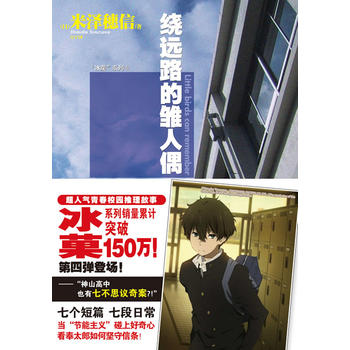 [日] 米泽穗信 著
Honobu Yonezawa
「冰菓」系列
绕远路的雏人偶
Little birds can remember
超人气青春校园推理故事
冰菓
系列销量累计
突破
150万!
第四弹登场!
——“神山高中
也有七不思议奇案?!”
七个短篇 七段日常
当“节能主义”碰上好奇心
看奉太郎如何坚守信条!